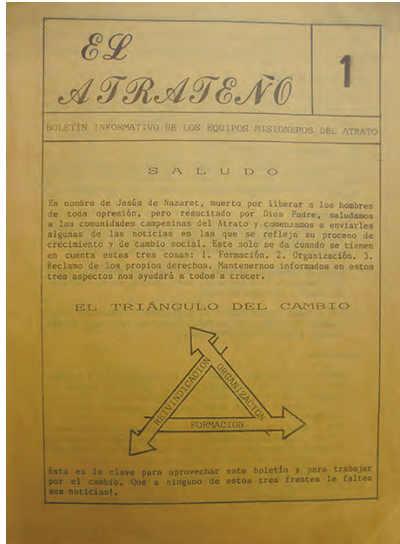 EL
ATRATEÑO
1
BOLETÍN INFORMATIVO DE LOS EQUIPOS MISIONEROS DEL ATRATO
SALUDO
En nombre de Jesús de Nazaret, muerto por liberar a los hombres
de toda opresión, pero resucitado por Dios Padre, saludamos
a las comunidades campesinas del Atrato y comenzamos a enviarles
algunas de las noticias en las que se refleja su proceso de
crecimiento y de cambio social. Este solo se da cuando se tienen
en cuenta estas tres cosas: 1. Formación. 2. Organización. 3.
Reclamo de los propios derechos. Mantenernos informados en estos
tres aspectos nos ayudará a todos a crecer.
EL TRIÁNGULO DEL CAMBIO
REIVINDICACION
ORGANIZACION
FORMACION
Esta es la clave para aprovechar este boletín y para trabajar
por el cambio. Que a ninguno de estos tres frentes le falten
sus noticias!.